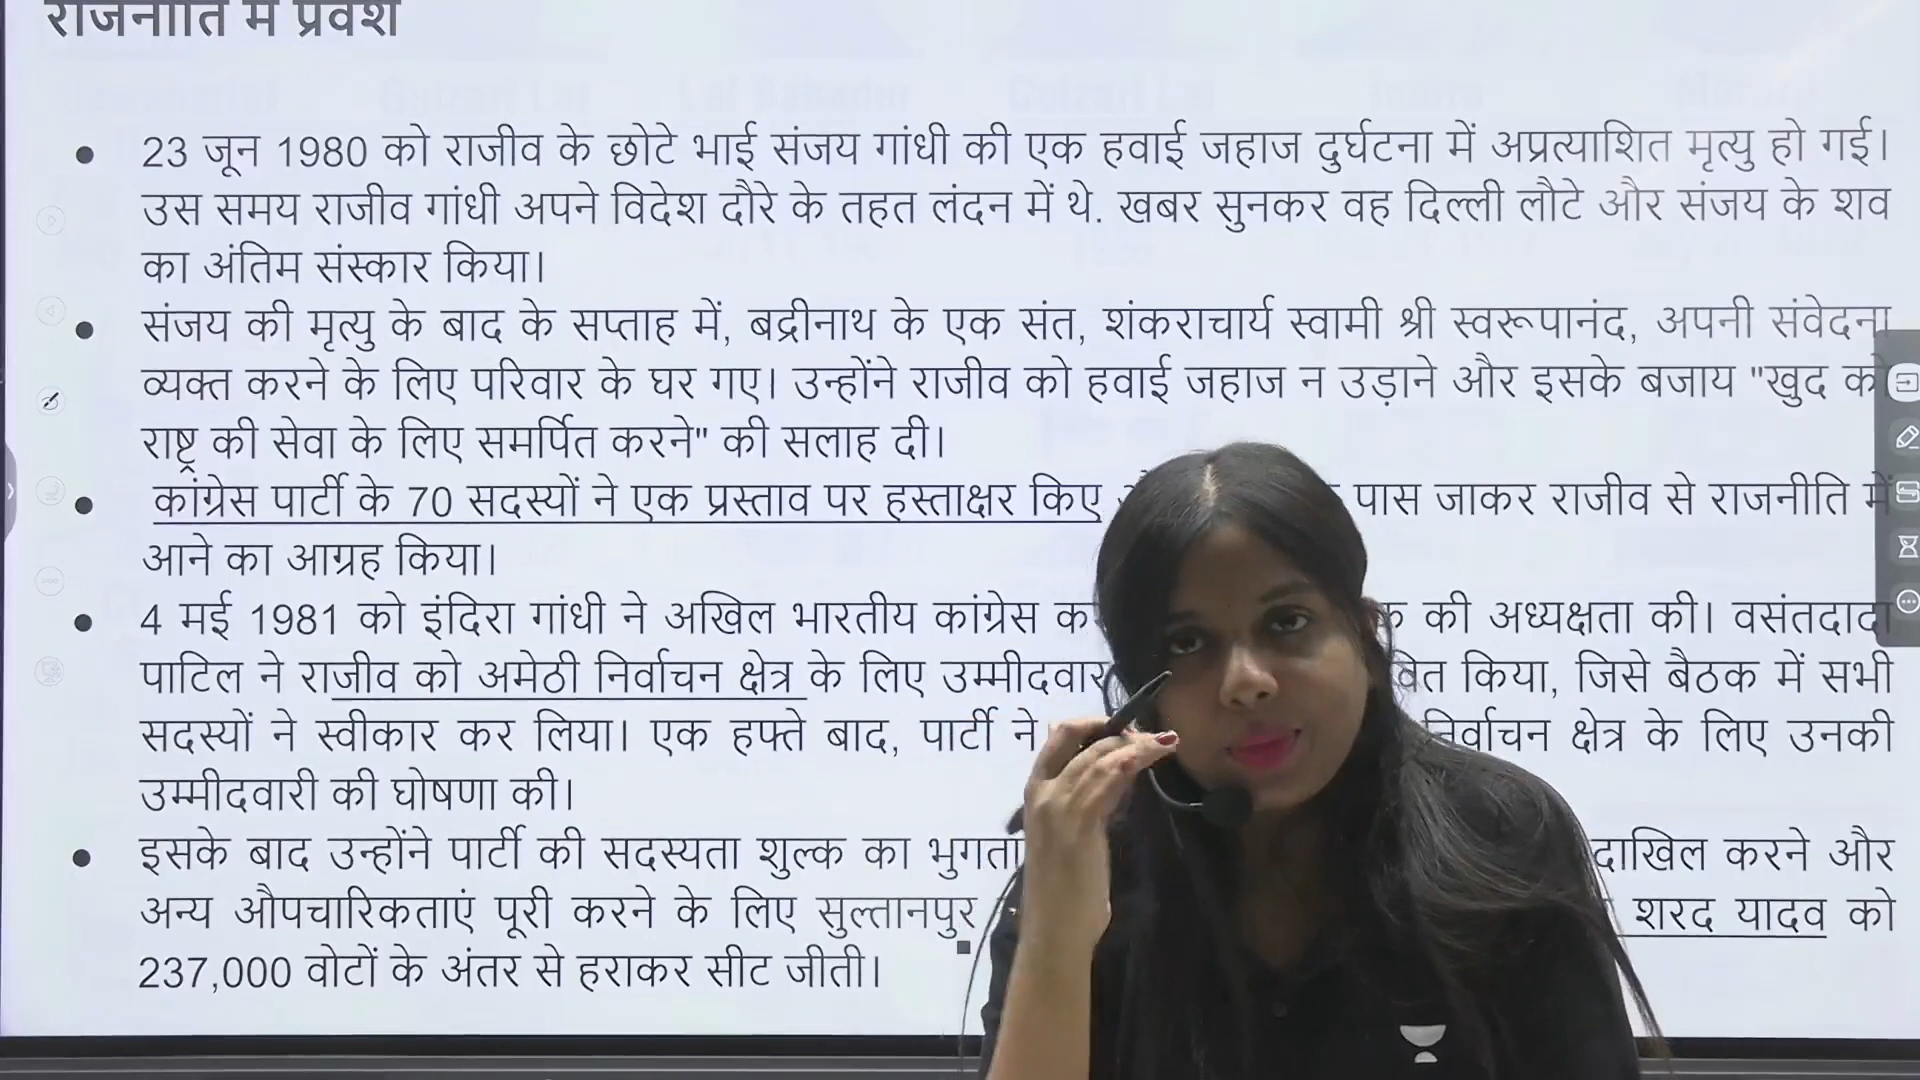 राजनीति में प्रवेश
23 जून 1980 को राजीव के छोटे भाई संजय गांधी की एक हवाई जहाज दुर्घटना में अप्रत्याशित मृत्यु हो गई।
उस समय राजीव गांधी अपने विदेश दौरे के तहत लंदन में थे. खबर सुनकर वह दिल्ली लौटे और संजय के शव
का अंतिम संस्कार किया।
संजय की मृत्यु के बाद के सप्ताह में, बद्रीनाथ के एक संत, शंकराचार्य स्वामी श्री स्वरूपानंद, अपनी संवेदना
व्यक्त करने के लिए परिवार के घर गए। उन्होंने राजीव को हवाई जहाज न उड़ाने और इसके बजाय "खुद को
राष्ट्र की सेवा के लिए समर्पित करने" की सलाह दी।
कांग्रेस पार्टी के 70 सदस्यों ने एक प्रस्ताव पर हस्ताक्षर किए पास जाकर राजीव से राजनीति में
आने का आग्रह किया।
4 मई 1981 को इंदिरा गांधी ने अखिल भारतीय कांग्रेस की अध्यक्षता की। वसंतदादा
पाटिल ने राजीव को अमेठी निर्वाचन क्षेत्र के लिए उम्मीदवार किया, जिसे बैठक में सभी
सदस्यों ने स्वीकार कर लिया। एक हफ्ते बाद, पार्टी ने निर्वाचन क्षेत्र के लिए उनकी
उम्मीदवारी की घोषणा की।
इसके बाद उन्होंने पार्टी की सदस्यता शुल्क का दाखिल करने और
अन्य औपचारिकताएं पूरी करने के लिए सुल्तानपुर शरद यादव को
237,000 वोटों के अंतर से हराकर सीट जीती।